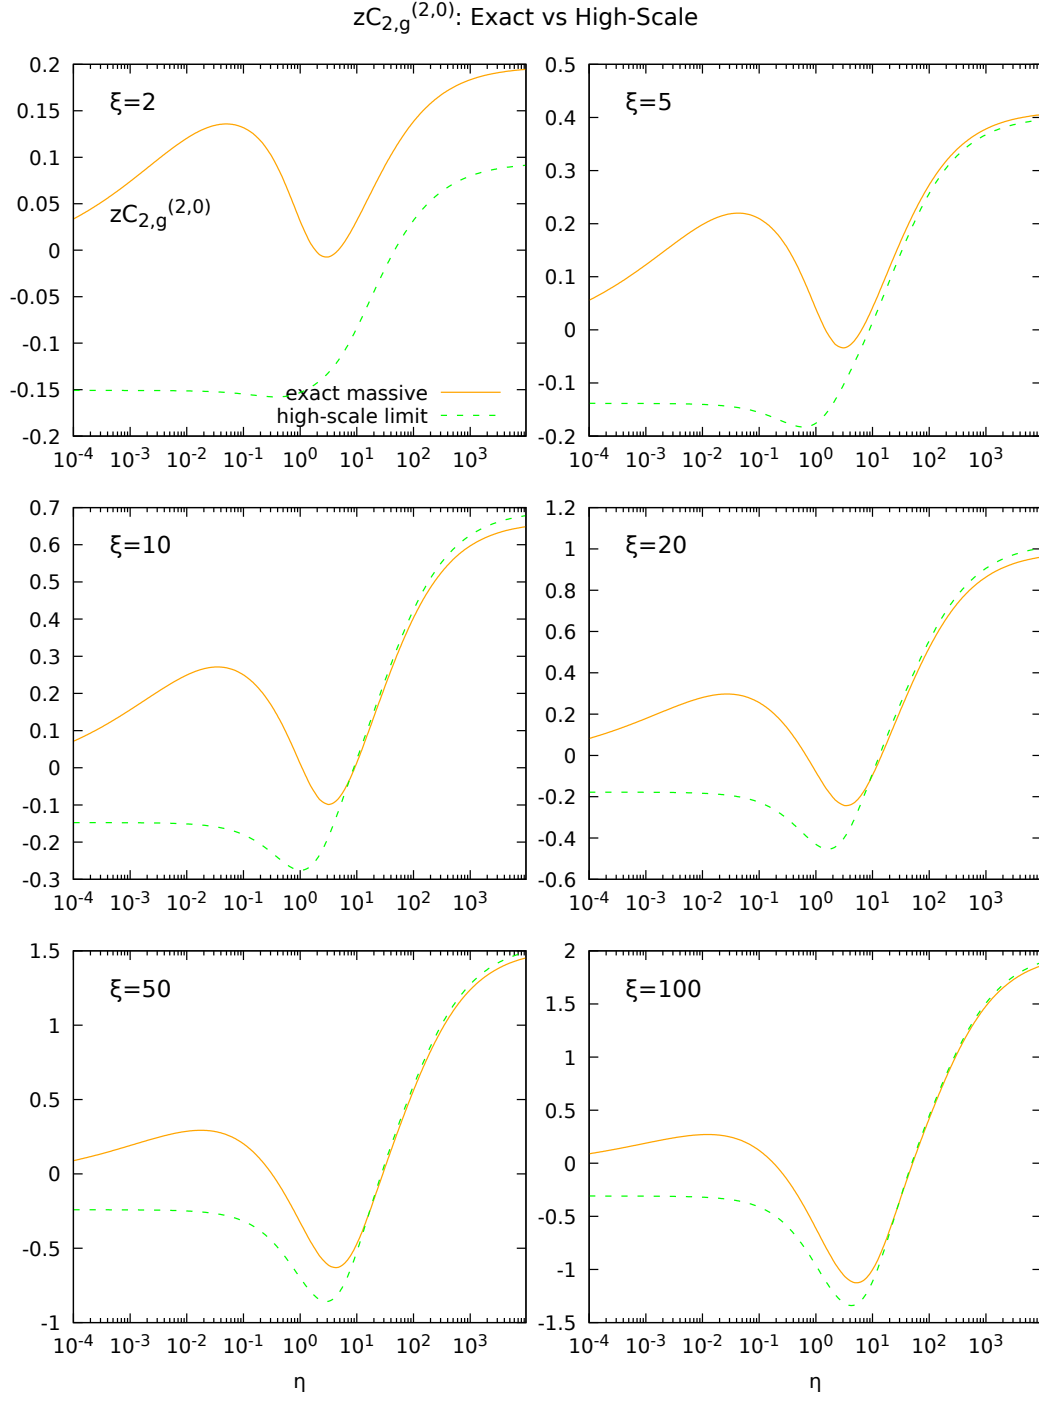 zC2,g(2,0): Exact vs High-Scale
0.2
0.15
0.1
0.05
0
-0.05
-0.1
-0.15
-0.2
ξ=2
zC2,g(2,0)
exact massive
high-scale limit
10-4 10-3 10-2 10-1 100 101 102 103
0.5
0.4
0.3
0.2
0.1
0
-0.1
-0.2
ξ=5
10-4 10-3 10-2 10-1 100 101 102 103
0.7
0.6
0.5
0.4
0.3
0.2
0.1
0
-0.1
-0.2
-0.3
ξ=10
10-4 10-3 10-2 10-1 100 101 102 103
1.2
1
0.8
0.6
0.4
0.2
0
-0.2
-0.4
-0.6
ξ=20
10-4 10-3 10-2 10-1 100 101 102 103
1.5
1
0.5
0
-0.5
-1
ξ=50
10-4 10-3 10-2 10-1 100 101 102 103
η
2
1.5
1
0.5
0
-0.5
-1
-1.5
ξ=100
10-4 10-3 10-2 10-1 100 101 102 103
η